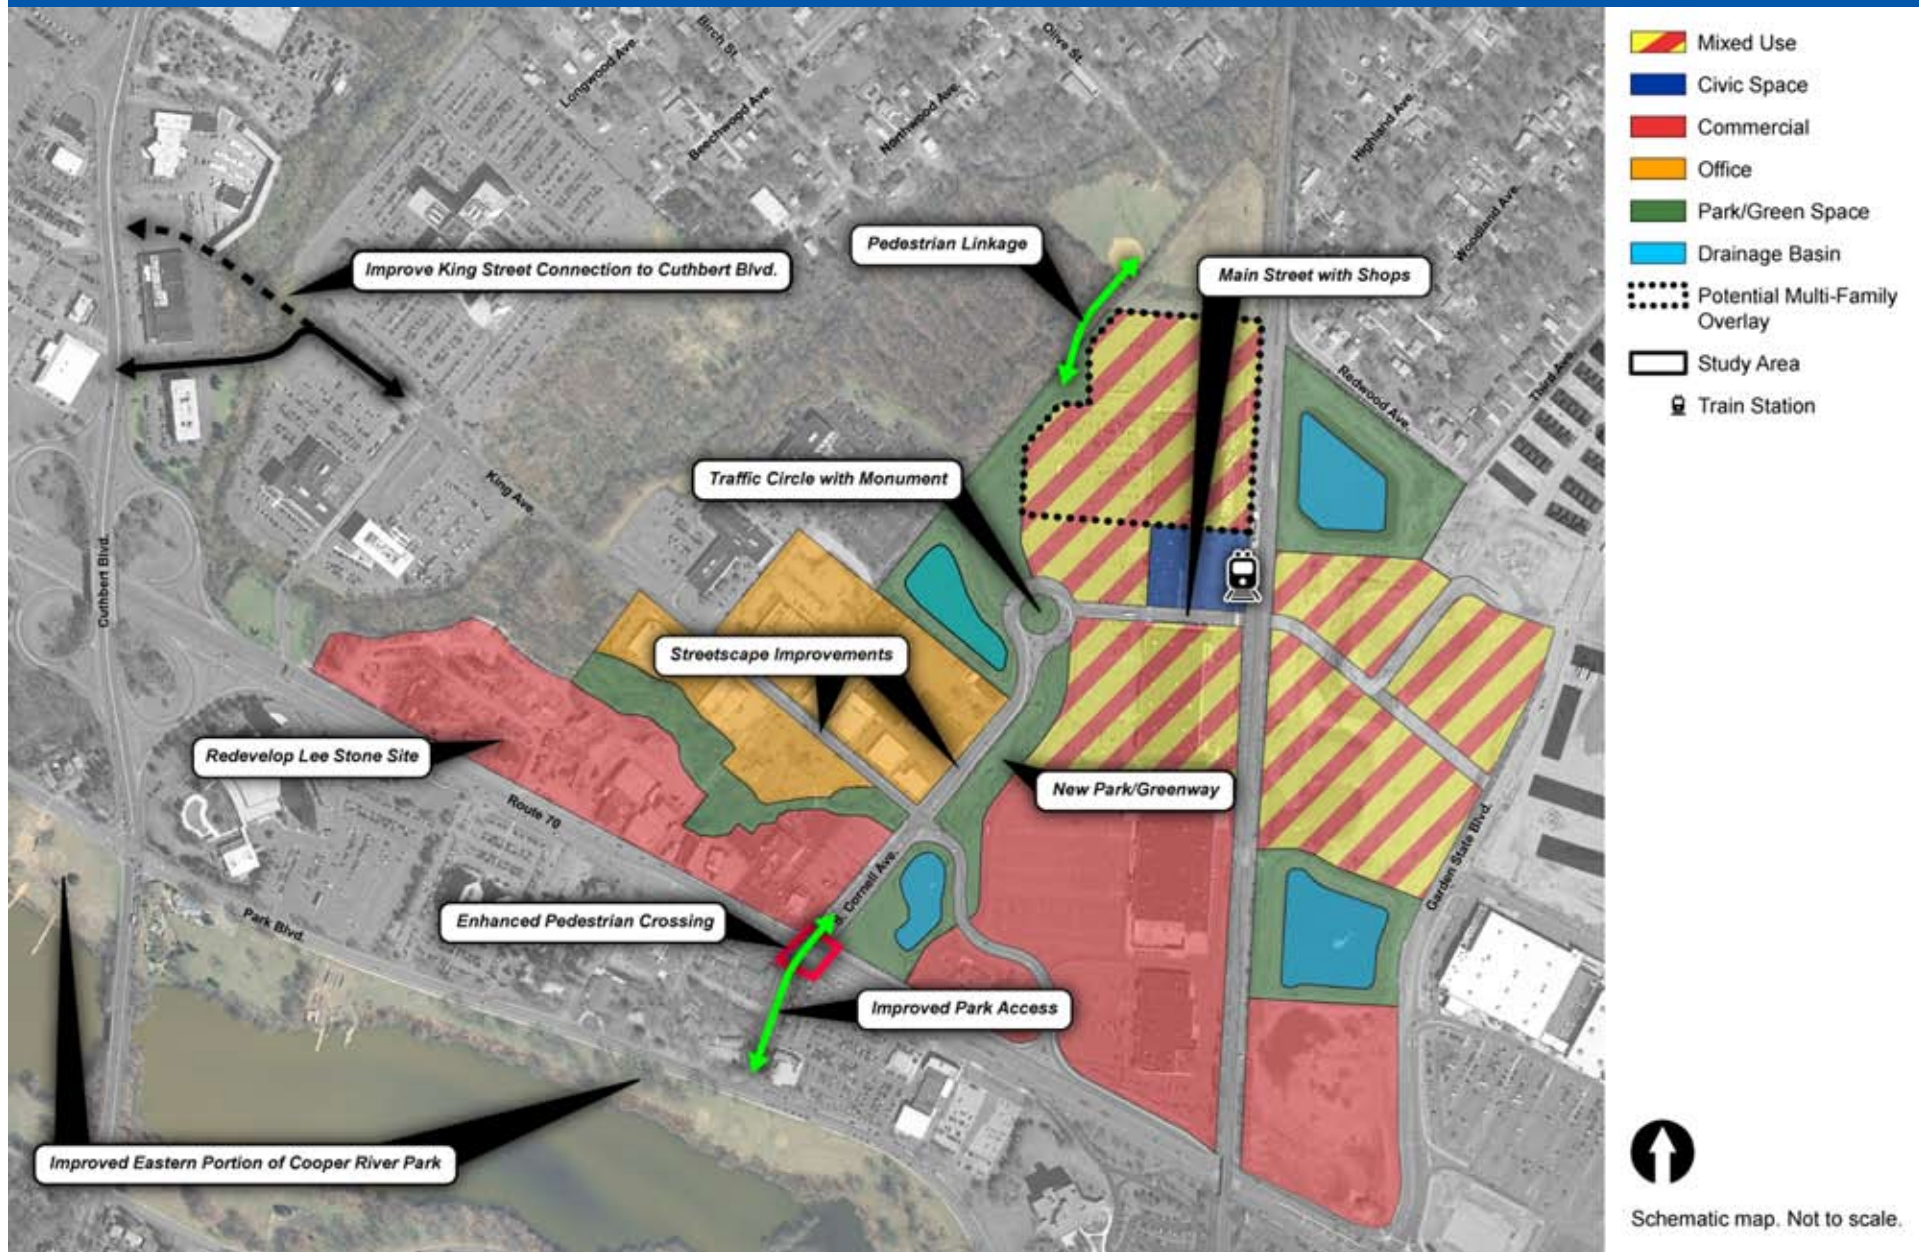 Birch St.
Olive St.
Longwood Ave.
Beechwood Ave.
Northwood Ave.
Highland Ave.
Woodland Ave.
Pedestrian Linkage
Improve King Street Connection to Cuthbert Blvd.
Main Street with Shops
Redwood Ave.
Third Ave.
Traffic Circle with Monument
King Ave.
Cuthbert Blvd.
Streetscape Improvements
Redevelop Lee Stone Site
Route 70
New Park/Greenway
Garden State Blvd.
Cornell Ave.
Enhanced Pedestrian Crossing
Park Blvd.
Improved Park Access
Improved Eastern Portion of Cooper River Park
Mixed Use
Civic Space
Commercial
Office
Park/Green Space
Drainage Basin
Potential Multi-Family
Overlay
Study Area
Train Station
Schematic map. Not to scale.